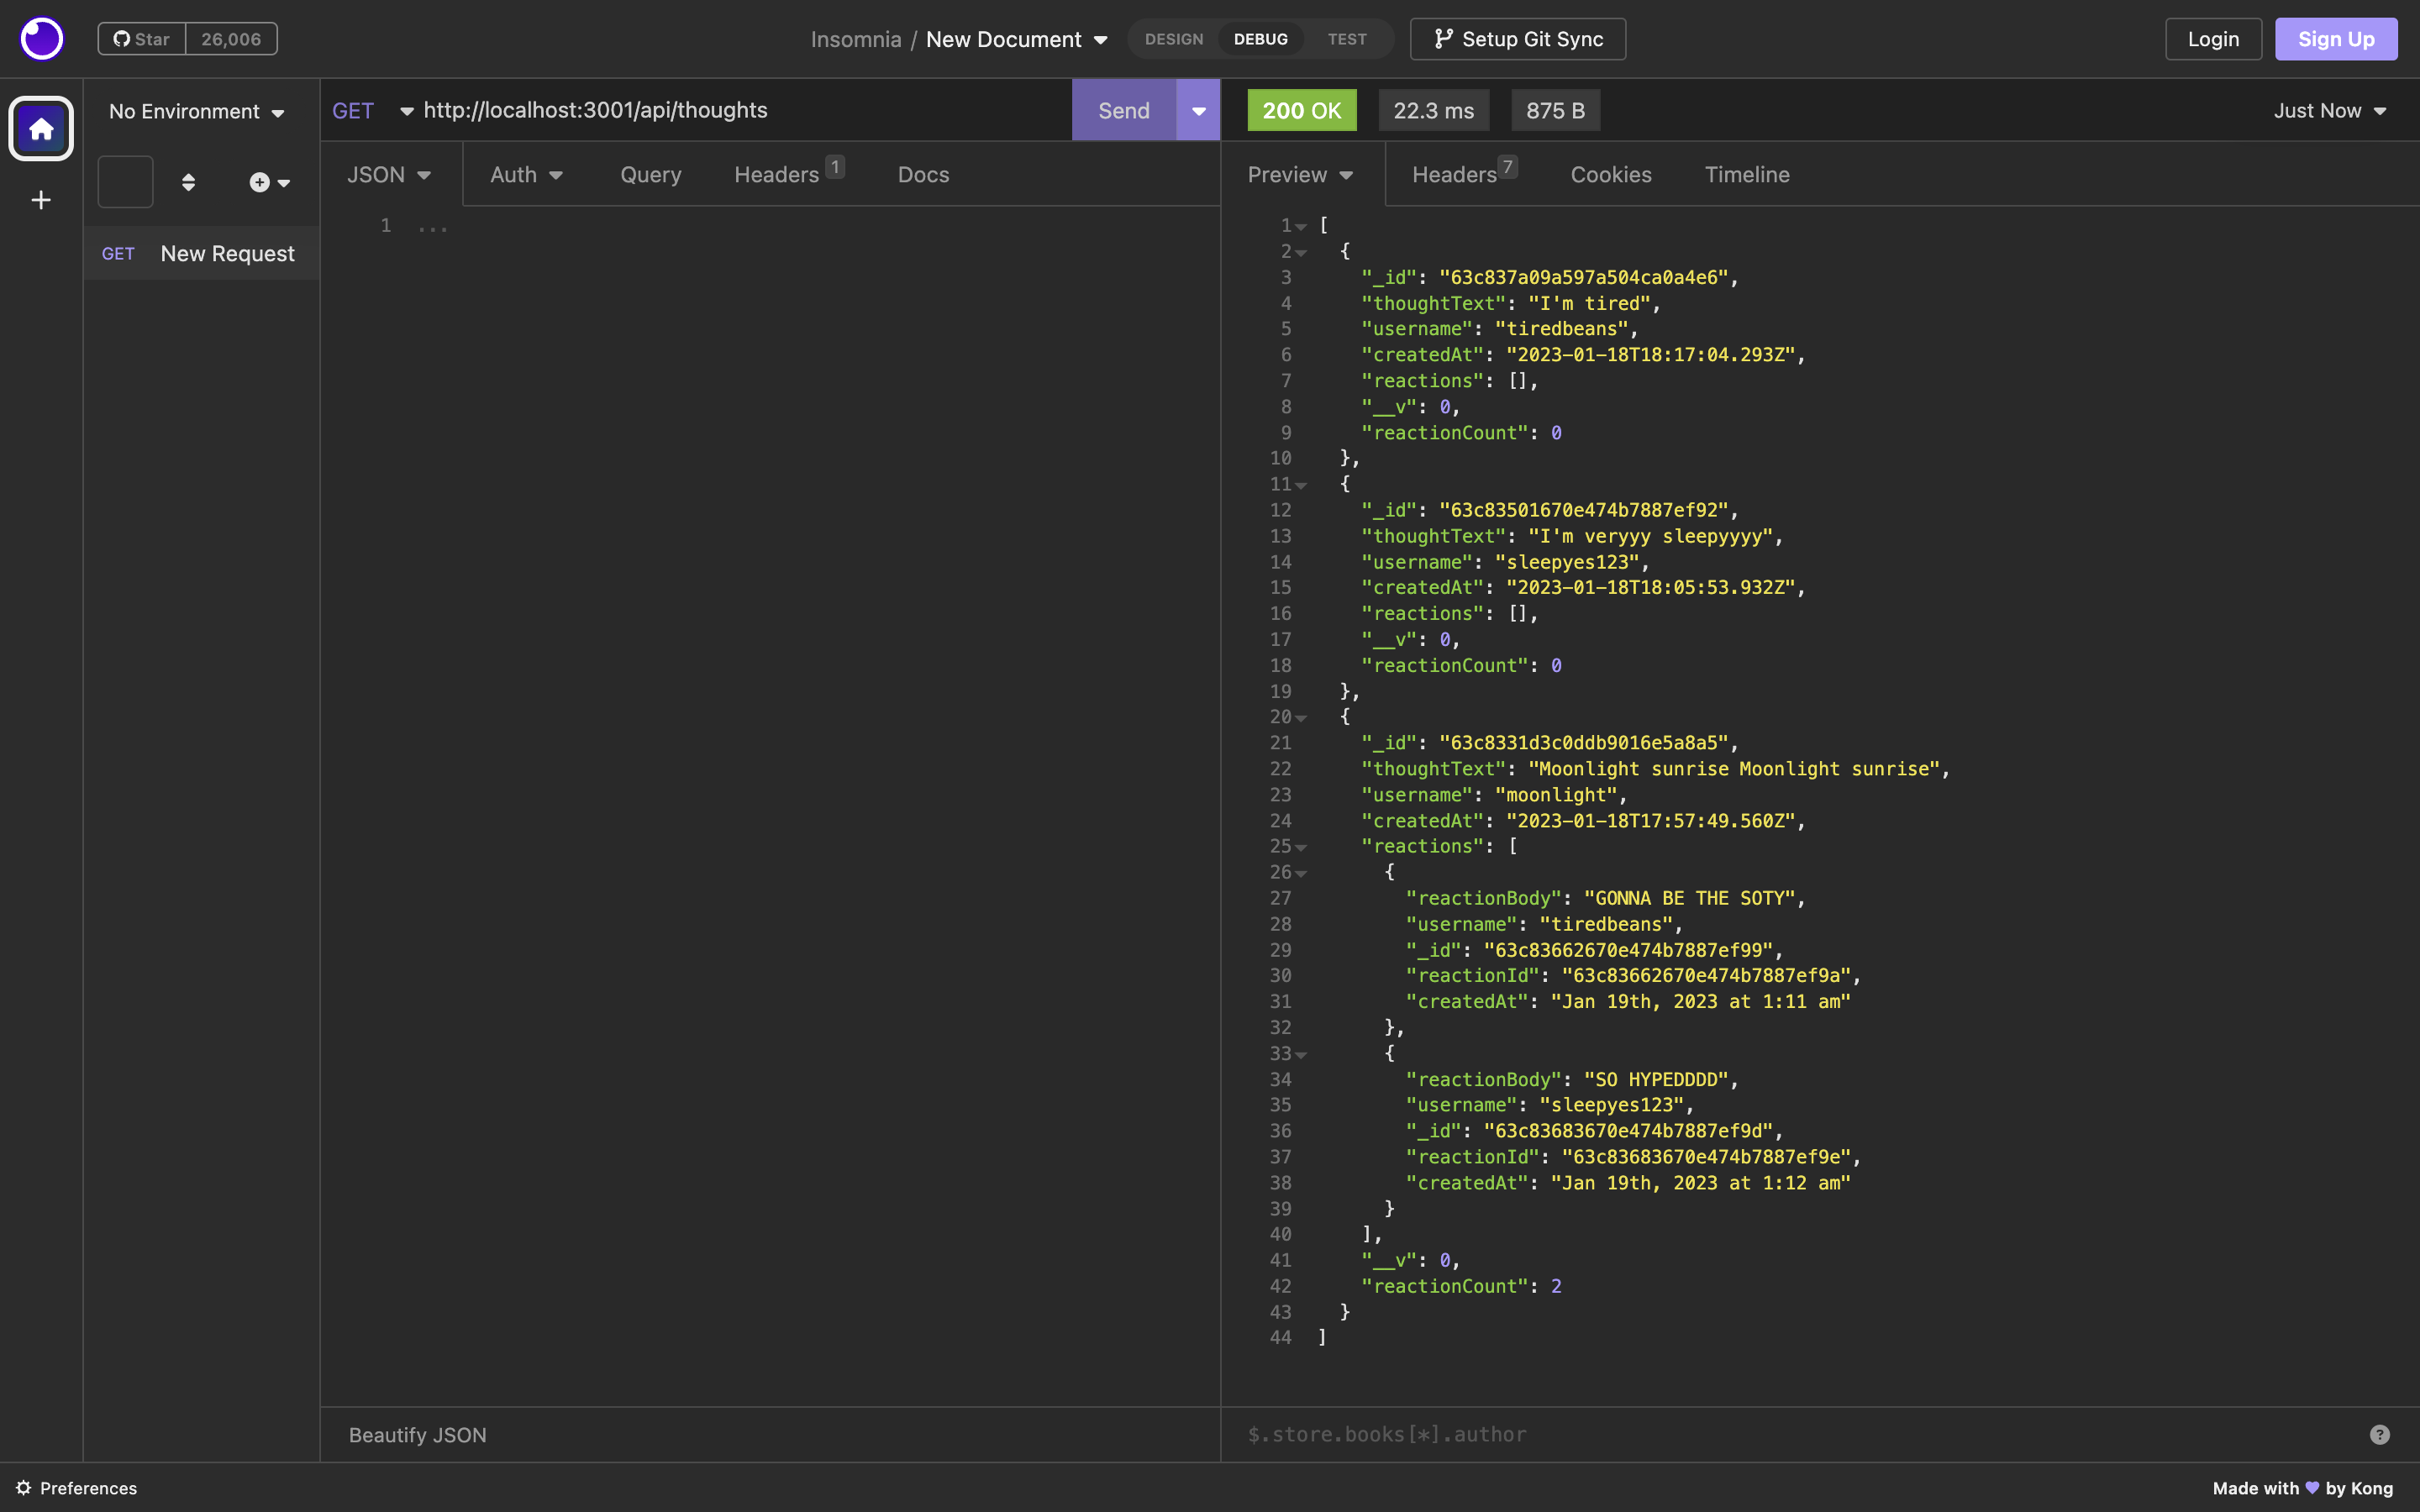 Star 26,006
Insomnia / New Document
DESIGN DEBUG TEST
Setup Git Sync
Login
Sign Up
No Environment
GET New Request
GET http://localhost:3001/api/thoughts
Send
JSON Auth Query Headers 1 Docs
1 ...
Beautify JSON
200 OK 22.3 ms 875 B
Just Now
Preview Headers 7 Cookies Timeline
1 [
2 {
3 "_id": "63c837a09a597a504ca0a4e6",
4 "thoughtText": "I'm tired",
5 "username": "tiredbeans",
6 "createdAt": "2023-01-18T18:17:04.293Z",
7 "reactions": [],
8 "__v": 0,
9 "reactionCount": 0
10 },
11 {
12 "_id": "63c83501670e474b7887ef92",
13 "thoughtText": "I'm veryyy sleepyyyy",
14 "username": "sleepyes123",
15 "createdAt": "2023-01-18T18:05:53.932Z",
16 "reactions": [],
17 "__v": 0,
18 "reactionCount": 0
19 },
20 {
21 "_id": "63c8331d3c0ddb9016e5a8a5",
22 "thoughtText": "Moonlight sunrise Moonlight sunrise",
23 "username": "moonlight",
24 "createdAt": "2023-01-18T17:57:49.560Z",
25 "reactions": [
26 {
27 "reactionBody": "GONNA BE THE SOTY",
28 "username": "tiredbeans",
29 "_id": "63c83662670e474b7887ef99",
30 "reactionId": "63c83662670e474b7887ef9a",
31 "createdAt": "Jan 19th, 2023 at 1:11 am"
32 },
33 {
34 "reactionBody": "SO HYPEDDDD",
35 "username": "sleepyes123",
36 "_id": "63c83683670e474b7887ef9d",
37 "reactionId": "63c83683670e474b7887ef9e",
38 "createdAt": "Jan 19th, 2023 at 1:12 am"
39 }
40 ],
41 "__v": 0,
42 "reactionCount": 2
43 }
44 ]
$.store.books[*].author
?
Preferences
Made with 💜 by Kong